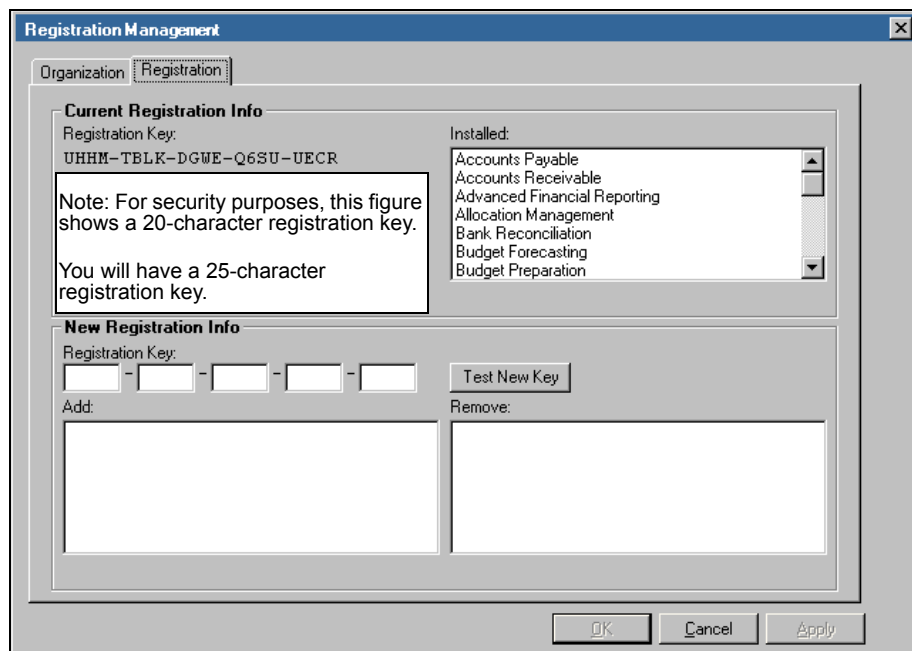 Registration Management
Organization
Registration
Current Registration Info
Registration Key:
UHHM-TBLK-DGWE-Q6SU-UECR
Note: For security purposes, this figure
shows a 20-character registration key.
You will have a 25-character
registration key.
Installed:
Accounts Payable
Accounts Receivable
Advanced Financial Reporting
Allocation Management
Bank Reconciliation
Budget Forecasting
Budget Preparation
New Registration Info
Registration Key:
- - - -
Test New Key
Add:
Remove:
OK
Cancel
Apply